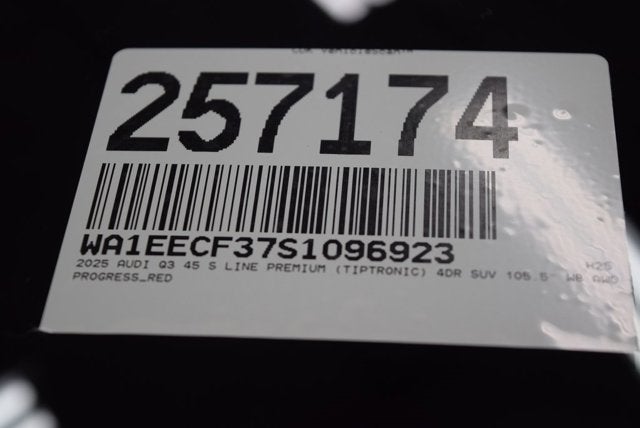 257174
WA1EECF37S1096923
2025 AUDI Q3 45 S LINE PREMIUM (TIPTRONIC) 4DR SUV 105.5" WB AWD
PROGRESS_RED